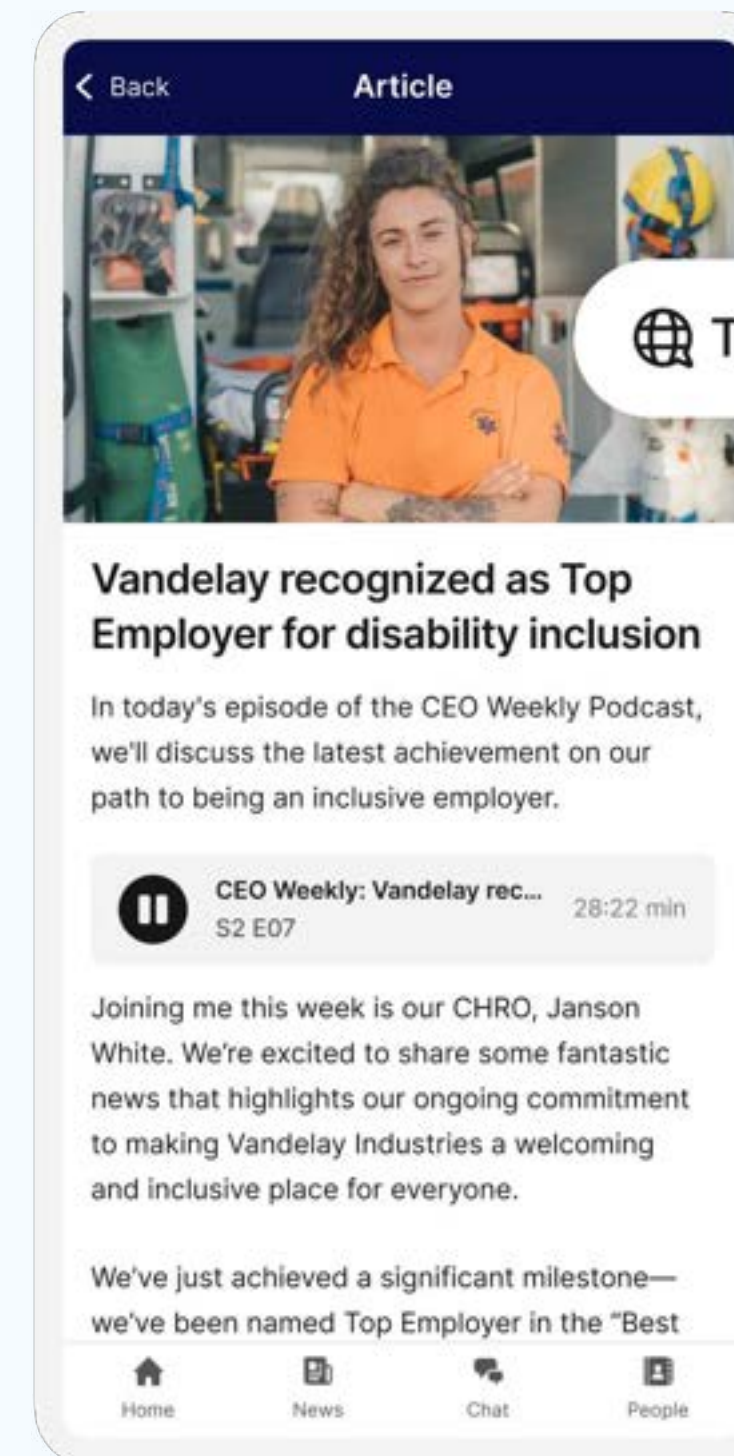 Back
Article
T
Vandelay recognized as Top
Employer for disability inclusion
In today's episode of the CEO Weekly Podcast,
we'll discuss the latest achievement on our
path to being an inclusive employer.
CEO Weekly: Vandelay rec...
28:22 min
S2 E07
Joining me this week is our CHRO, Janson
White. We're excited to share some fantastic
news that highlights our ongoing commitment
to making Vandelay Industries a welcoming
and inclusive place for everyone.
We've just achieved a significant milestone—
we've been named Top Employer in the “Best
Home
News
Chat
People